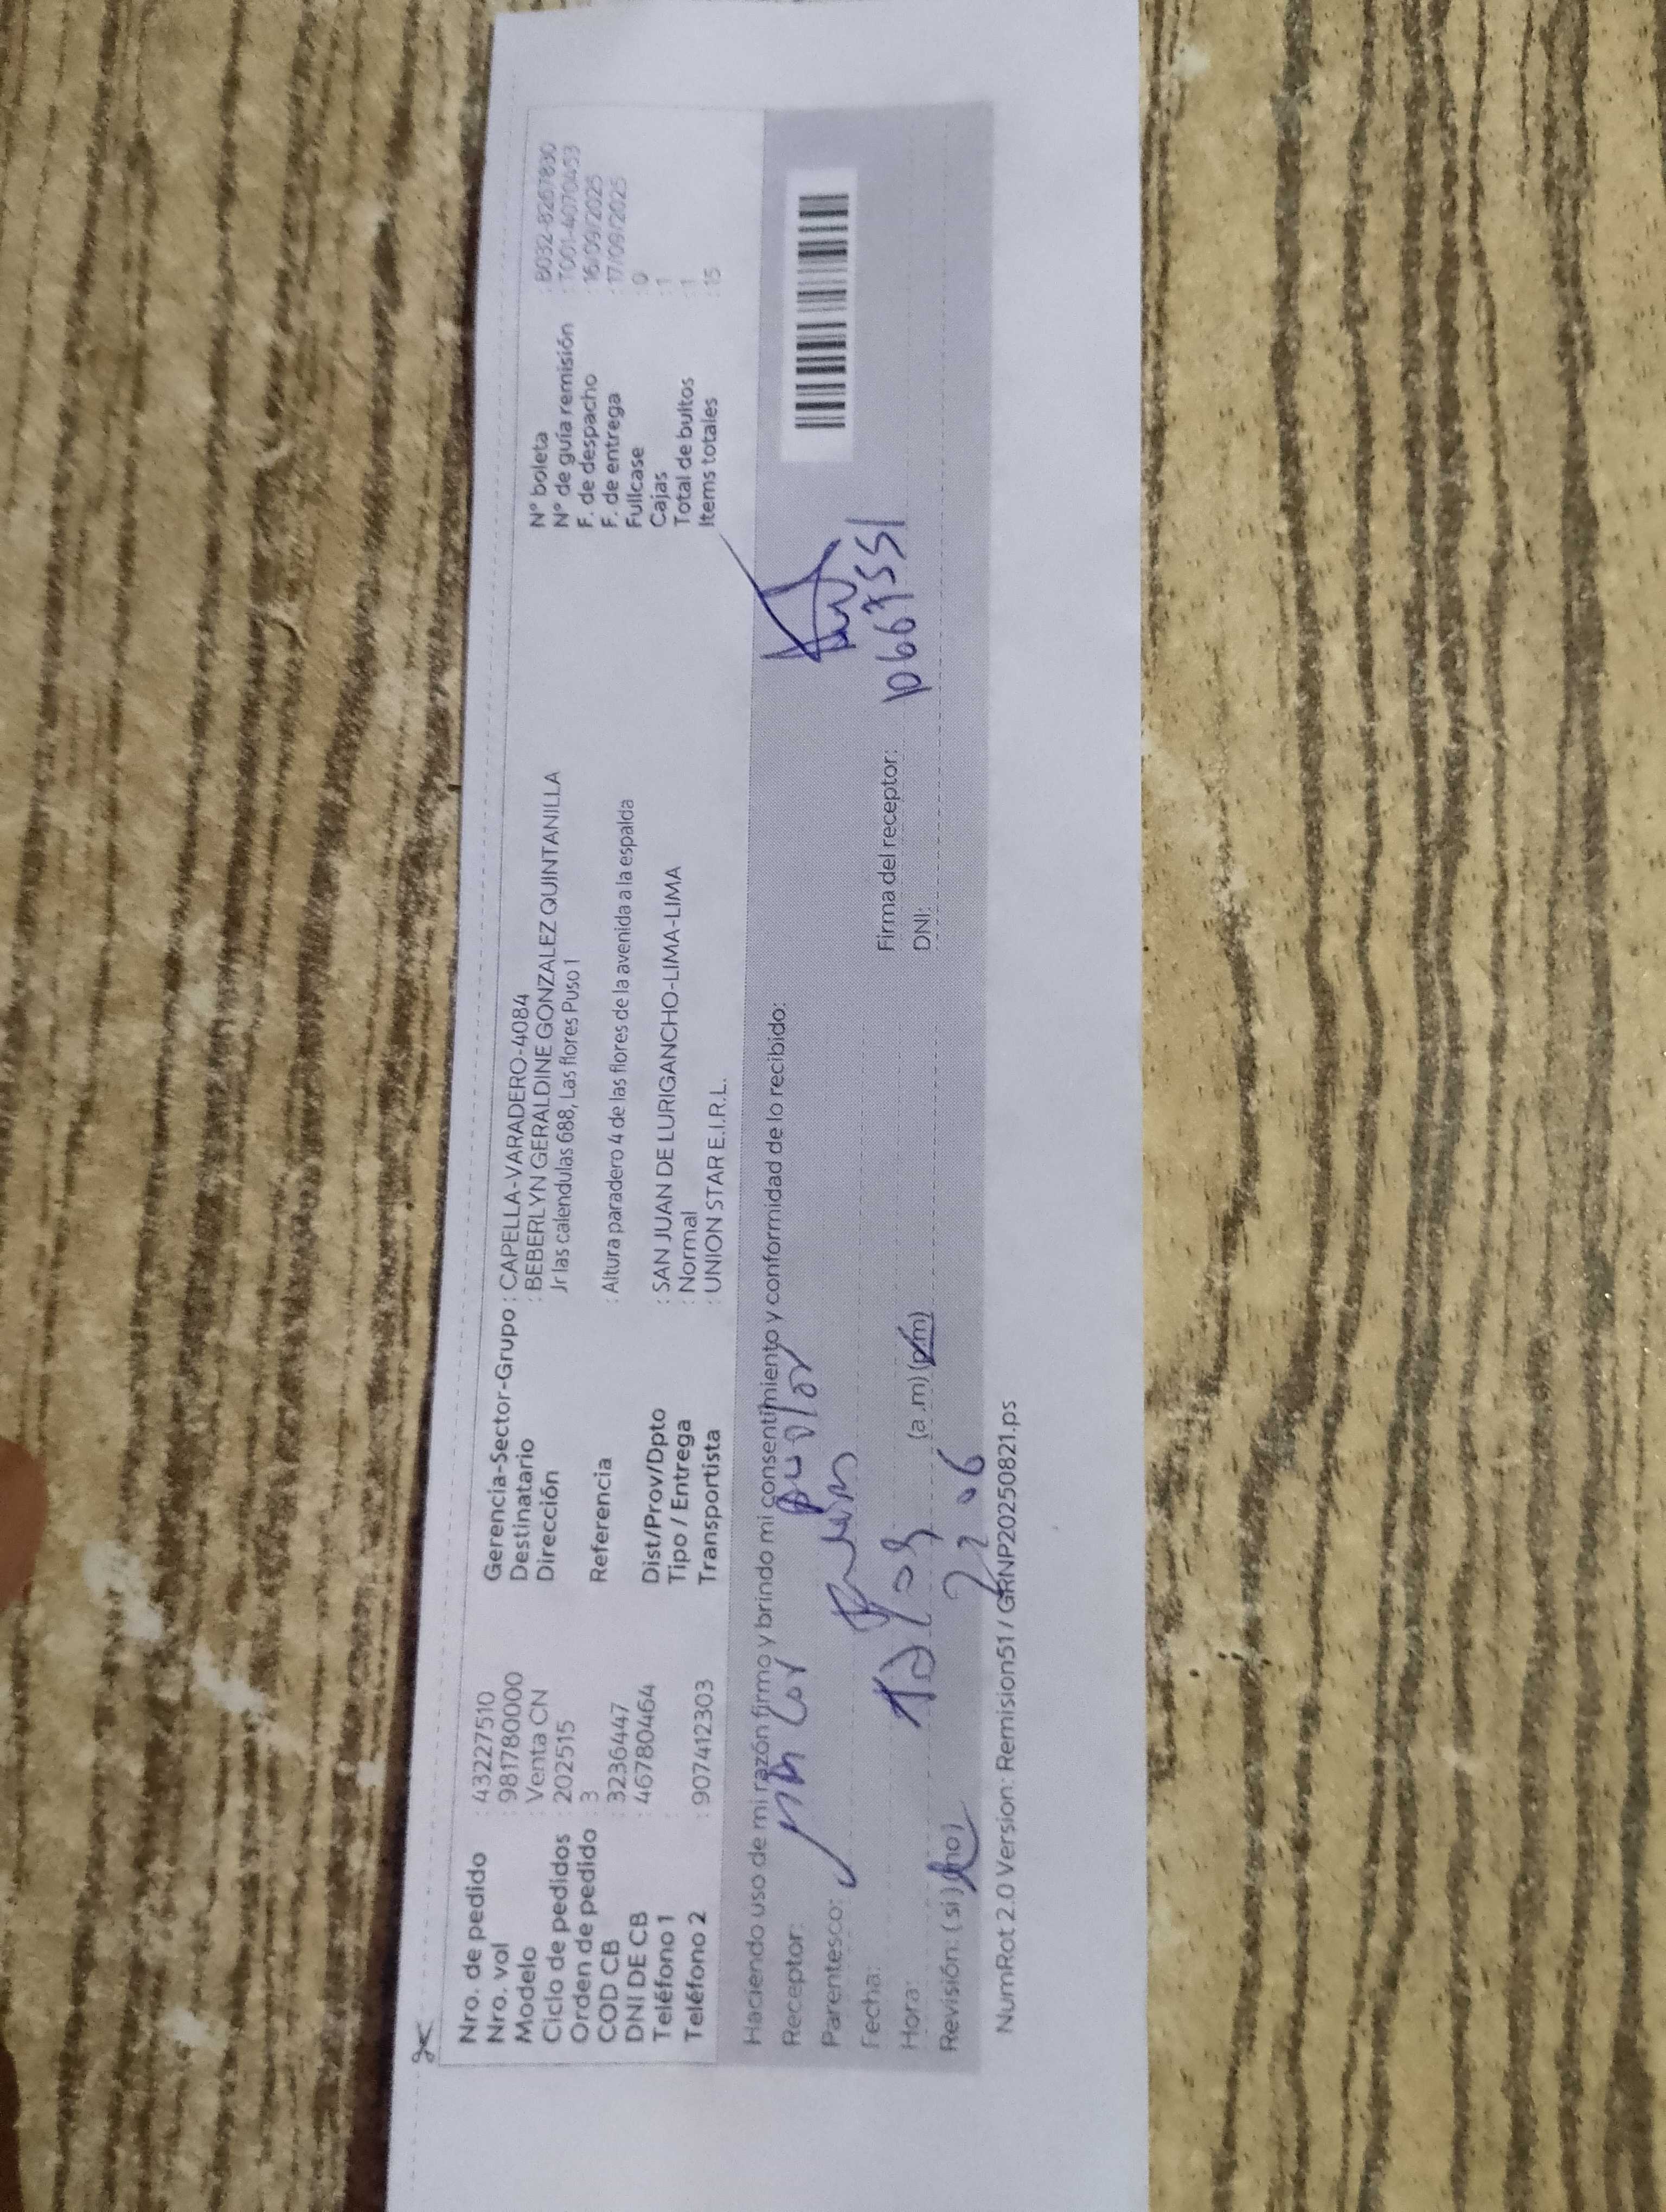 Nro. de pedido : 43227510
Nro. vol : 981780000
Modelo : Venta CN
Ciclo de pedidos : 202515
Orden de pedido : 3
COD CB : 3236447
DNI DE CB : 46780464
Teléfono 1 :
Teléfono 2 : 907412303
Gerencia-Sector-Grupo : CAPELLA-VARADERO-4084
Destinatario : BEBERLYN GERALDINE GONZALEZ QUINTANILLA
Dirección Jr las calendulas 688, Las flores Puso 1
Referencia : Altura paradero 4 de las flores de la avenida a la espalda
Dist/Prov/Dpto : SAN JUAN DE LURIGANCHO-LIMA-LIMA
Tipo / Entrega : Normal
Transportista : UNION STAR E.I.R.L.
N° boleta B032-8267890
N° de guía remisión : T001-4070453
F. de despacho : 16/09/2025
F. de entrega : 17/09/2025
Fullcase : 0
Cajas : 1
Total de bultos : 1
Items totales : 15
Haciendo uso de mi razón firmo y brindo mi consentimiento y conformidad de lo recibido:
Receptor:
Parentesco:
Fecha:
Hora: (a .m) (p.m)
Revisión: ( si ) (no)
Firma del receptor:
DNI:
NumRot 2.0 Version: Remision51 / GRNP20250821.ps